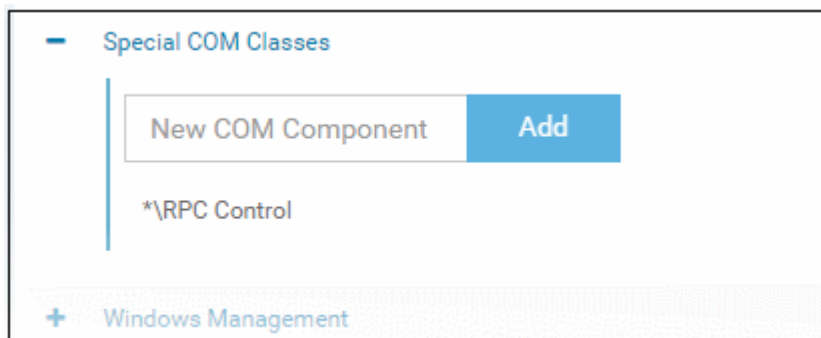 Special COM Classes
New COM Component Add
*\RPC Control
Windows Management